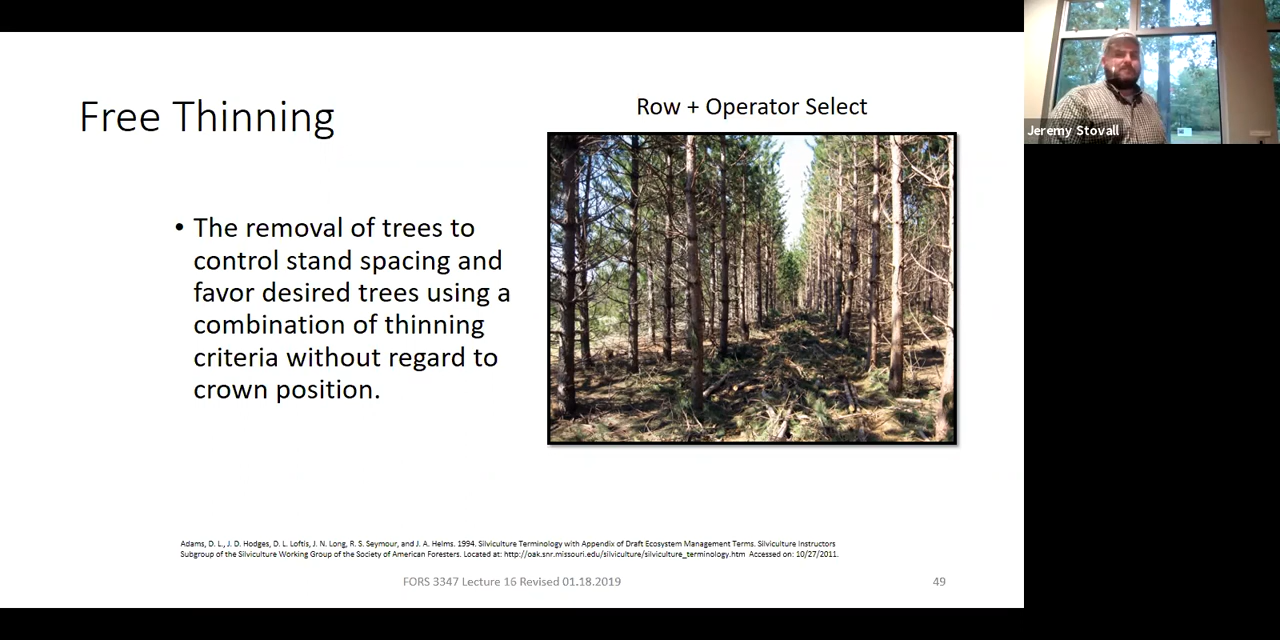 Free Thinning
Row + Operator Select
• The removal of trees to
control stand spacing and
favor desired trees using a
combination of thinning
criteria without regard to
crown position.
Jeremy Stovall
Adams, D. L., J. D. Hodges, D. L. Loftis, J. N. Long, R. S. Seymour, and J. A. Helms. 1994. Silviculture Terminology with Appendix of Draft Ecosystem Management Terms. Silviculture Instructors
Subgroup of the Silviculture Working Group of the Society of American Foresters. Located at: http://oak.snr.missouri.edu/silviculture/silviculture_terminology.htm Accessed on: 10/27/2011.
FORS 3347 Lecture 16 Revised 01.18.2019
49